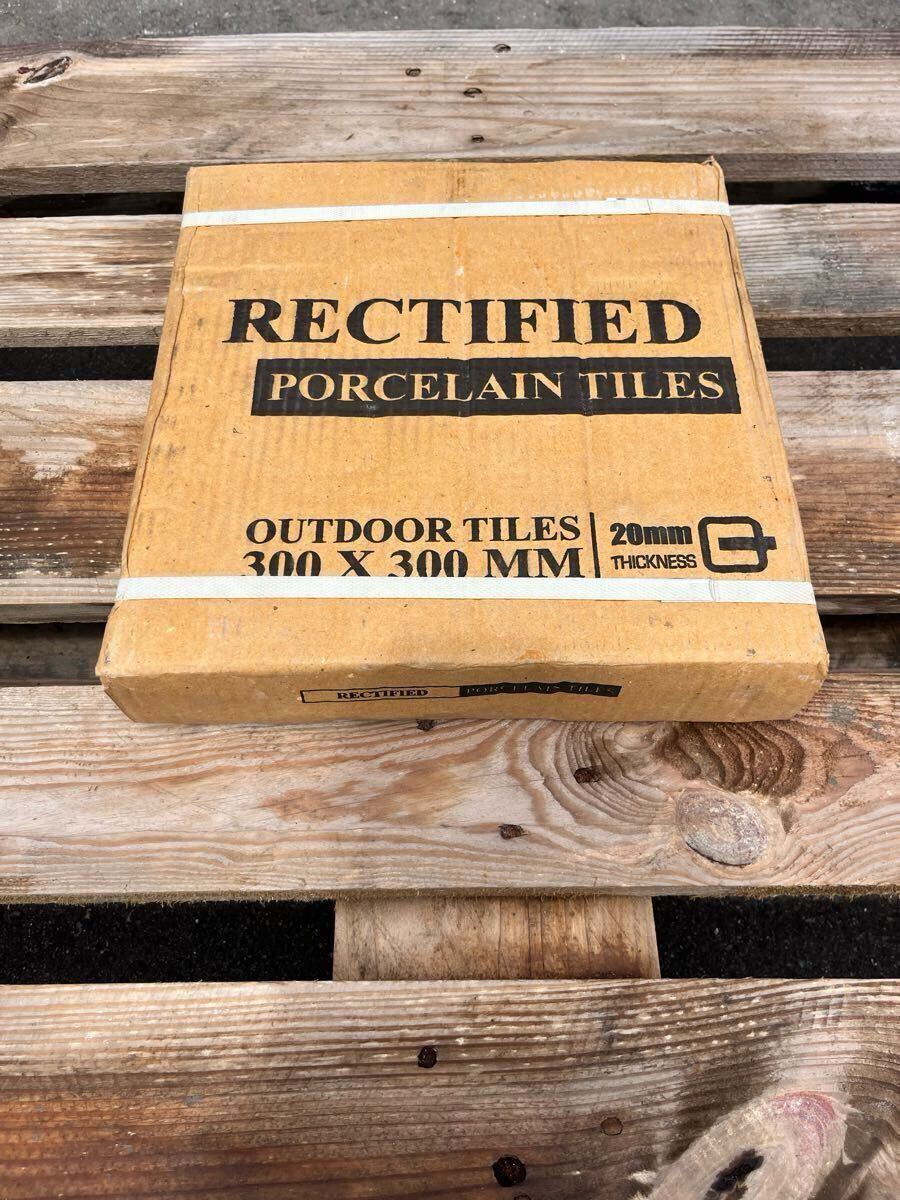 RECTIFIED
PORCELAIN TILES
OUTDOOR TILES
300 X 300 MM
20mm
THICKNESS
RECTIFIED PORCELAIN TILES